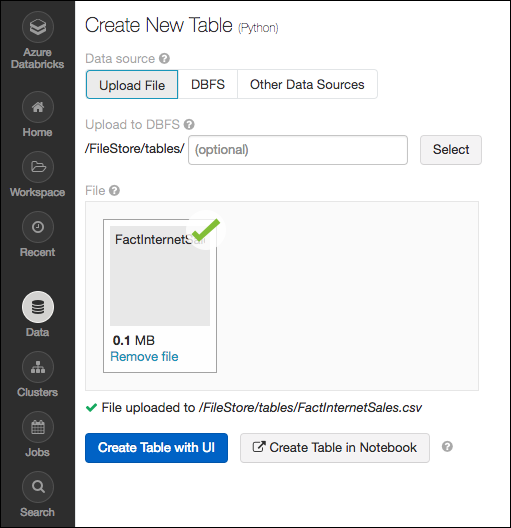 Azure
Databricks
Home
Workspace
Recent
Data
Clusters
Jobs
Search
Create New Table (Python)
Data source ?
Upload File DBFS Other Data Sources
Upload to DBFS ?
/FileStore/tables/ (optional) Select
File ?
FactInternetSal
0.1 MB
Remove file
File uploaded to /FileStore/tables/FactInternetSales.csv
Create Table with UI Create Table in Notebook ?